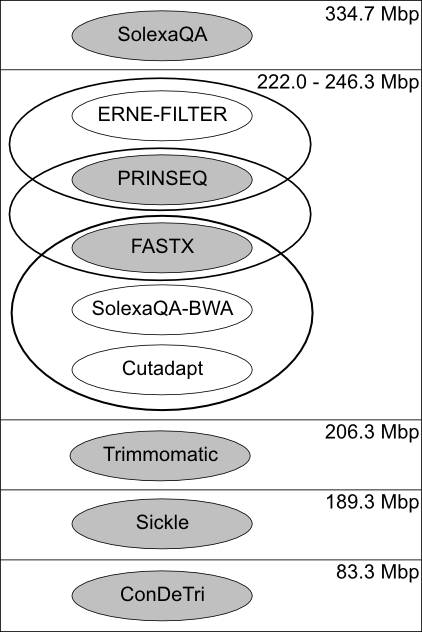 334.7 Mbp
SolexaQA
222.0 - 246.3 Mbp
ERNE-FILTER
PRINSEQ
FASTX
SolexaQA-BWA
Cutadapt
206.3 Mbp
Trimmomatic
189.3 Mbp
Sickle
83.3 Mbp
ConDeTri